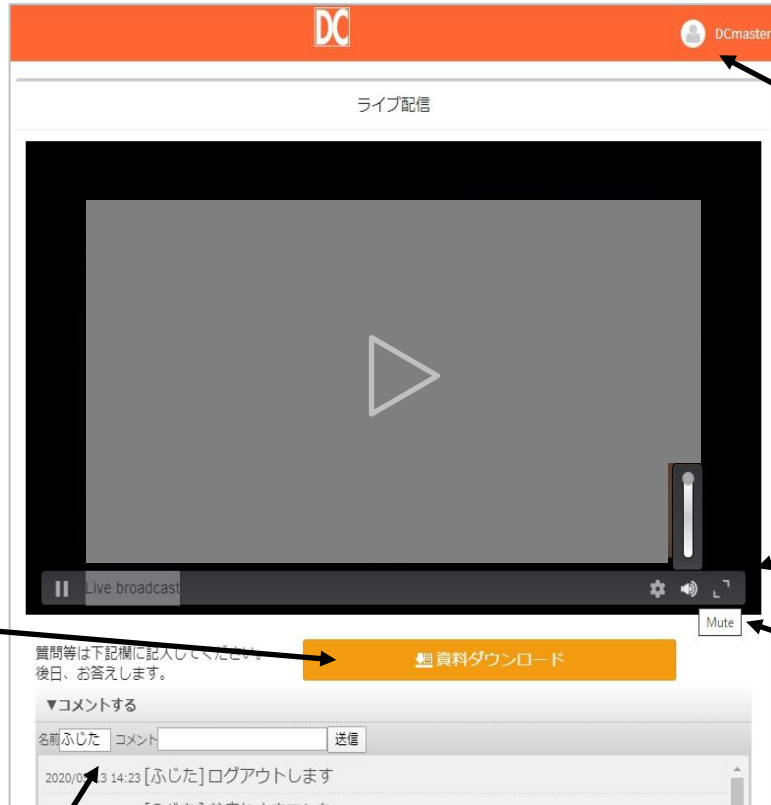 DC
DCmaster
ライブ配信
Live broadcast
Mute
質問等は下記欄に記入してください。
後日、お答えします。
資料ダウンロード
▼コメントする
名前 ふじた コメント 送信
14:23 [ふじた] ログアウトします